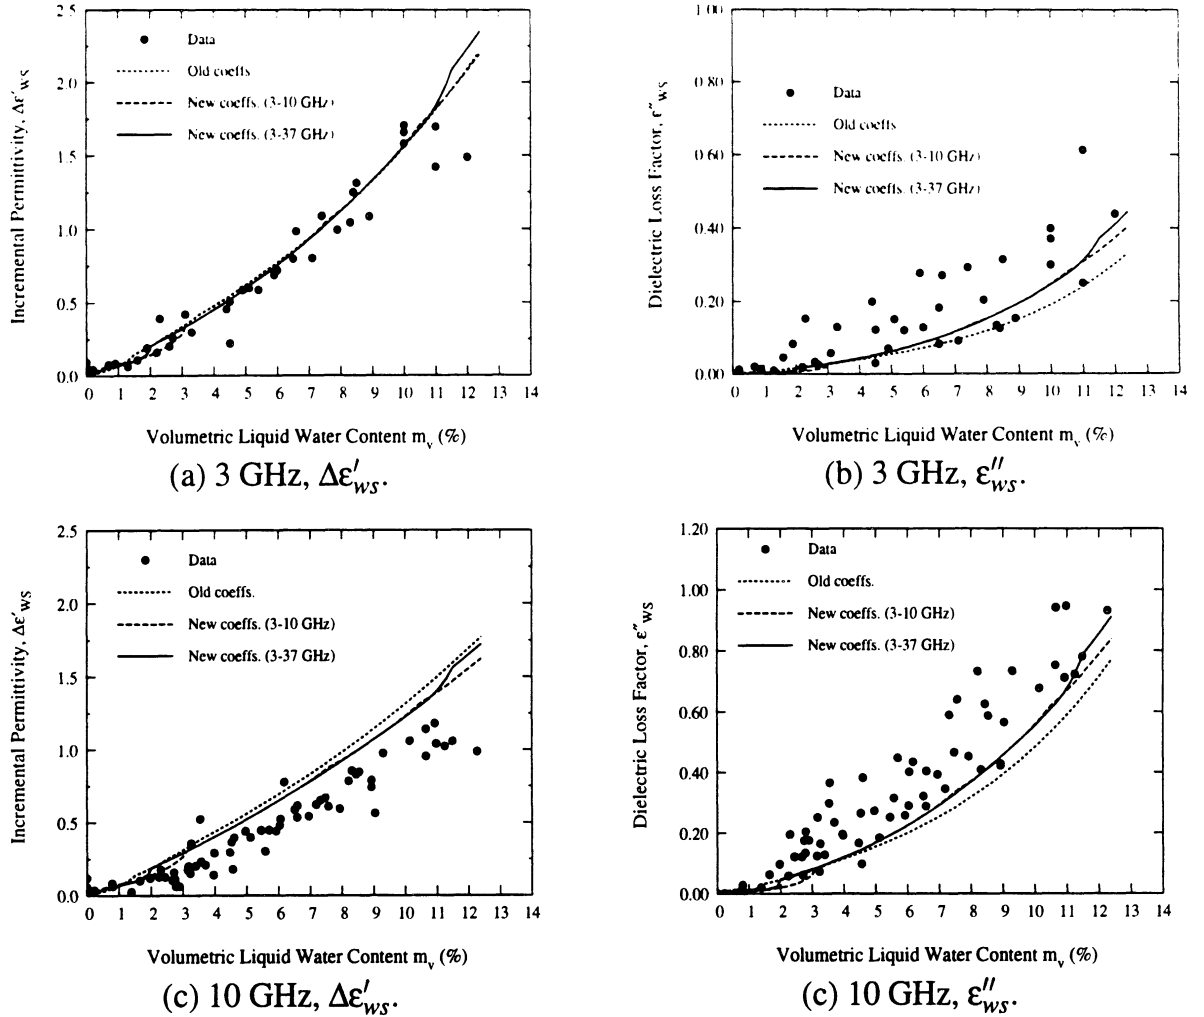 2.5
2.0
1.5
1.0
0.5
0.0
Incremental Permittivity, Δε′ws
Data
Old coeffs
New coeffs. (3-10 GHz)
New coeffs. (3-37 GHz)
0 1 2 3 4 5 6 7 8 9 10 11 12 13 14
Volumetric Liquid Water Content mv (%)
(a) 3 GHz, Δε′ws.
1.00
0.80
0.60
0.40
0.20
0.00
Dielectric Loss Factor, ε″ws
Data
Old coeffs
New coeffs. (3-10 GHz)
New coeffs. (3-37 GHz)
0 1 2 3 4 5 6 7 8 9 10 11 12 13 14
Volumetric Liquid Water Content mv (%)
(b) 3 GHz, ε″ws.
2.5
2.0
1.5
1.0
0.5
0.0
Incremental Permittivity, Δε′ws
Data
Old coeffs.
New coeffs. (3-10 GHz)
New coeffs. (3-37 GHz)
0 1 2 3 4 5 6 7 8 9 10 11 12 13 14
Volumetric Liquid Water Content mv (%)
(c) 10 GHz, Δε′ws.
1.20
1.00
0.80
0.60
0.40
0.20
0.00
Dielectric Loss Factor, ε″ws
Data
Old coeffs.
New coeffs. (3-10 GHz)
New coeffs. (3-37 GHz)
0 1 2 3 4 5 6 7 8 9 10 11 12 13 14
Volumetric Liquid Water Content mv (%)
(c) 10 GHz, ε″ws.